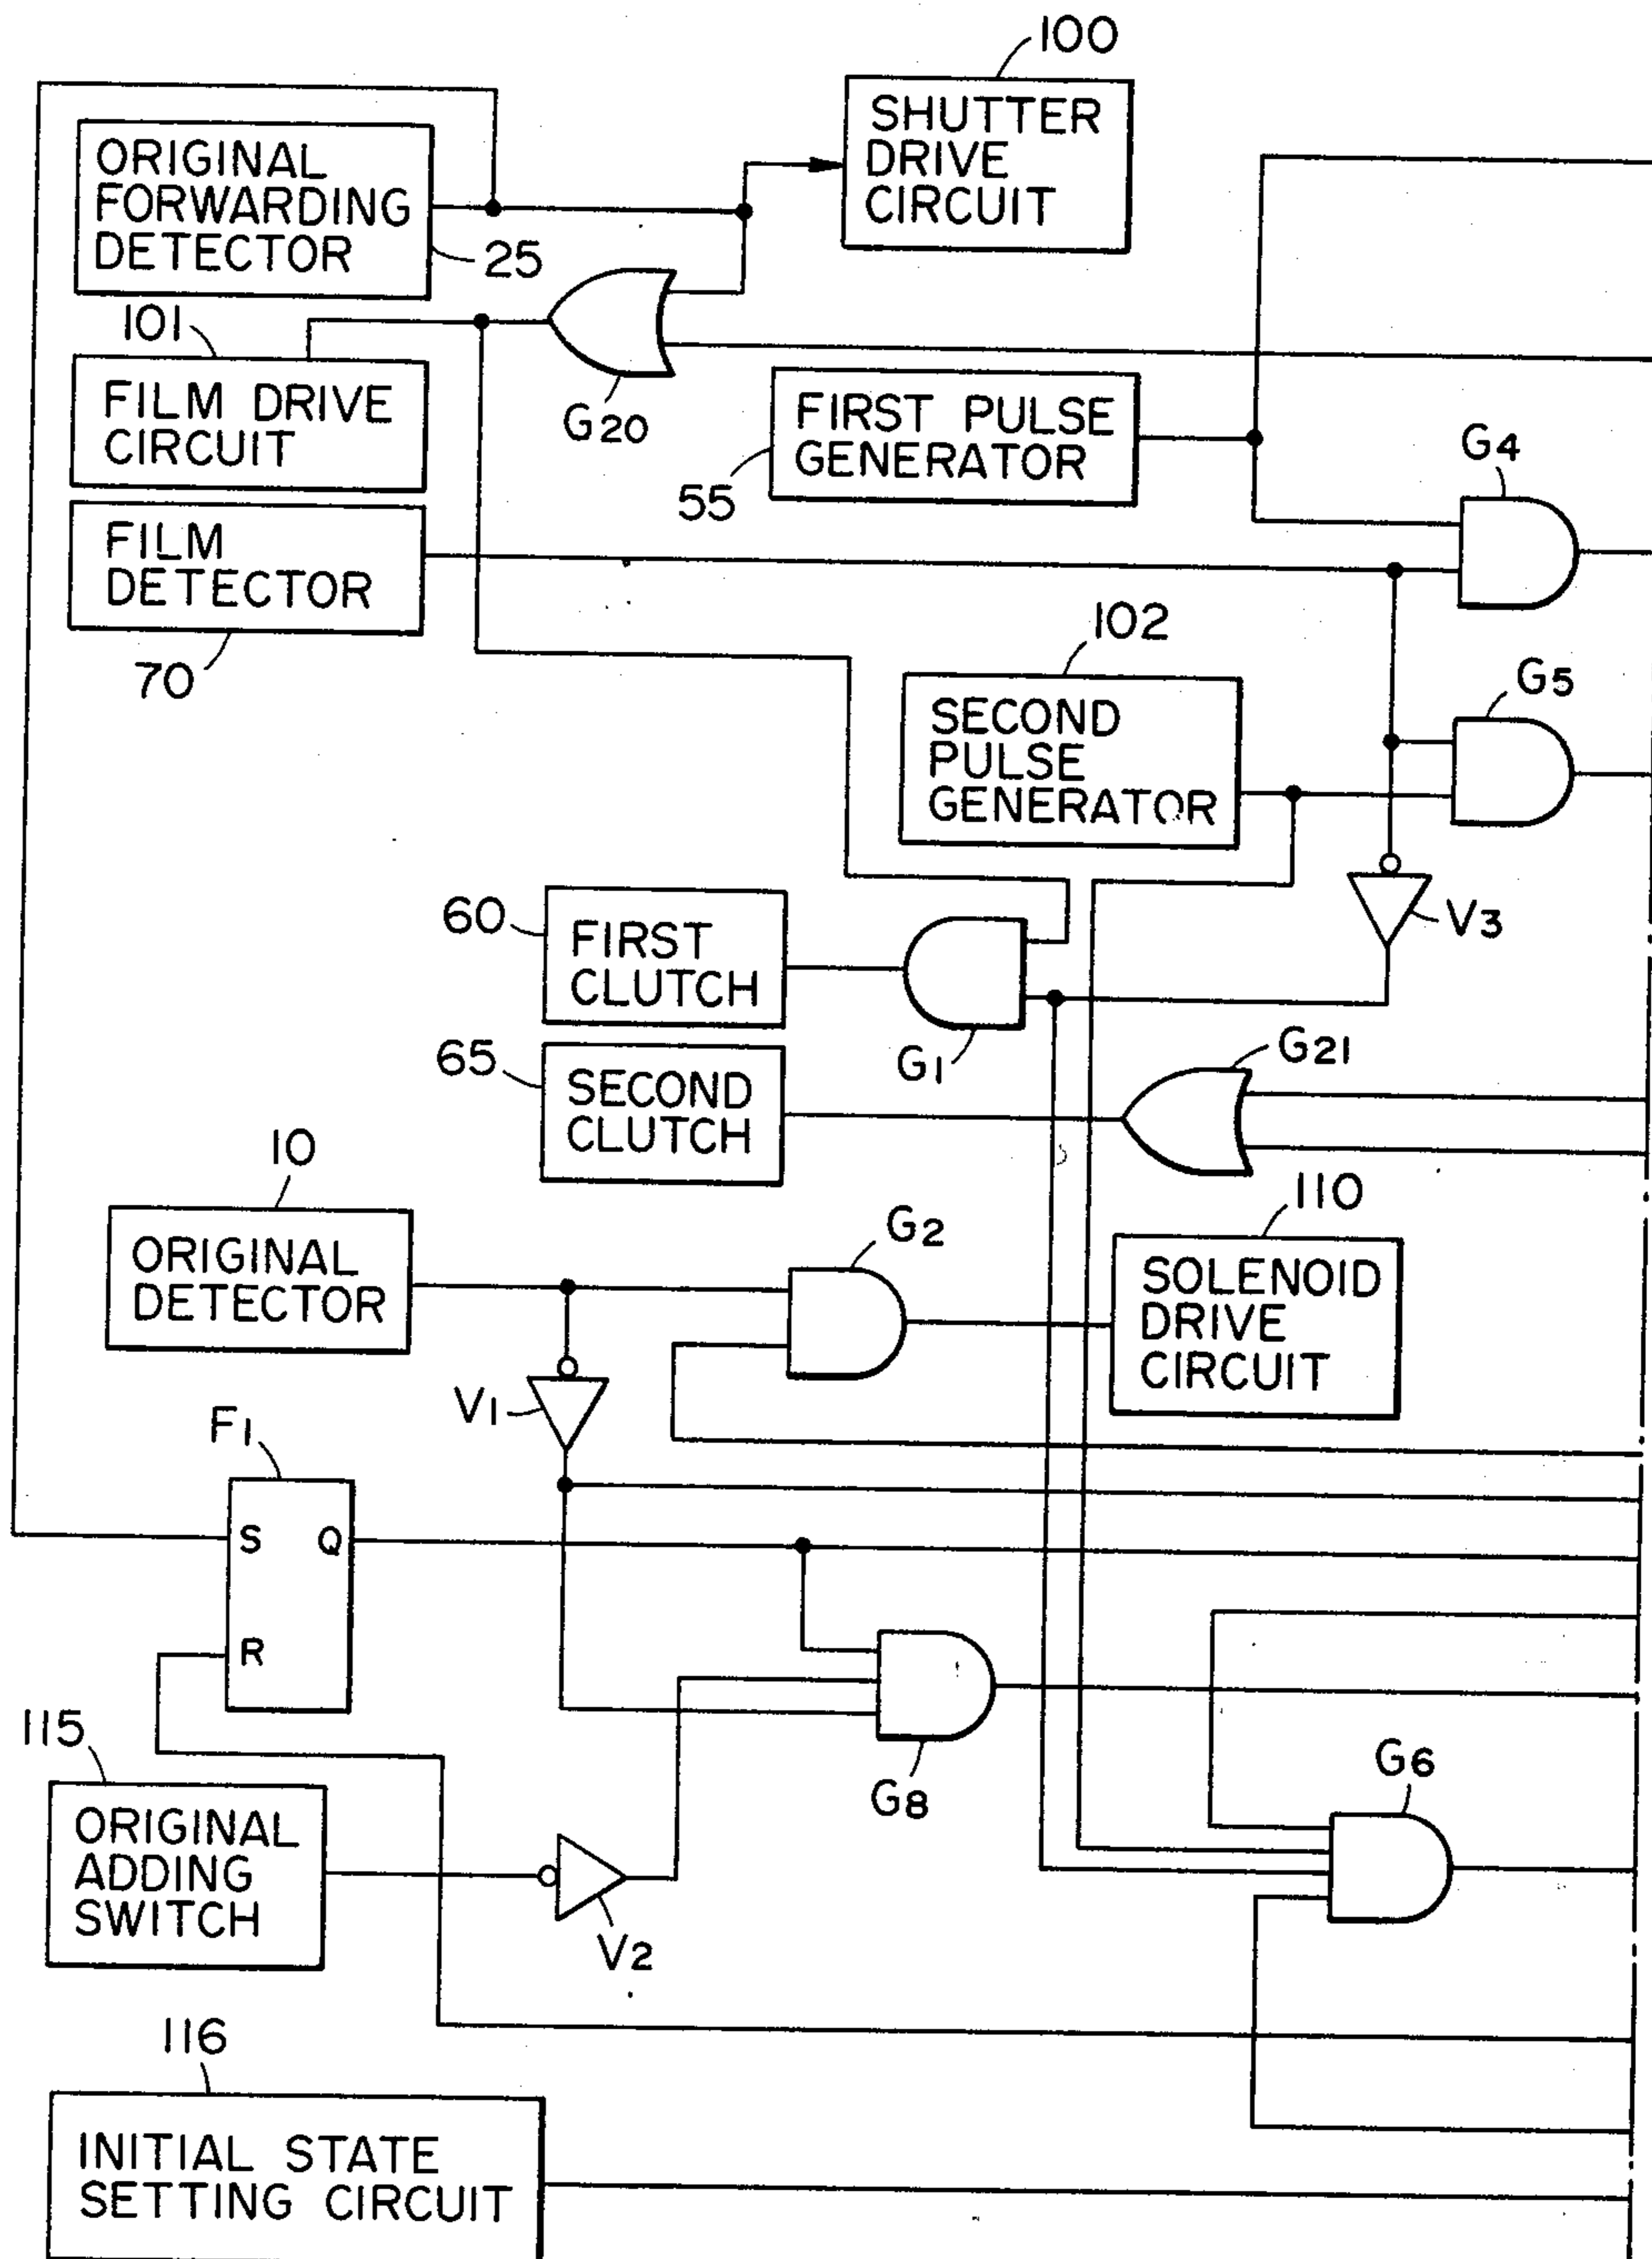 100
SHUTTER
DRIVE
CIRCUIT
ORIGINAL
FORWARDING
DETECTOR
25
101
FILM DRIVE
CIRCUIT
G20
FIRST PULSE
GENERATOR
55
G4
FILM
DETECTOR
70
102
SECOND
PULSE
GENERATOR
G5
V3
60
FIRST
CLUTCH
G1
65
SECOND
CLUTCH
G21
10
ORIGINAL
DETECTOR
G2
110
SOLENOID
DRIVE
CIRCUIT
V1
F1
S Q
R
G8
115
ORIGINAL
ADDING
SWITCH
V2
G6
116
INITIAL STATE
SETTING CIRCUIT